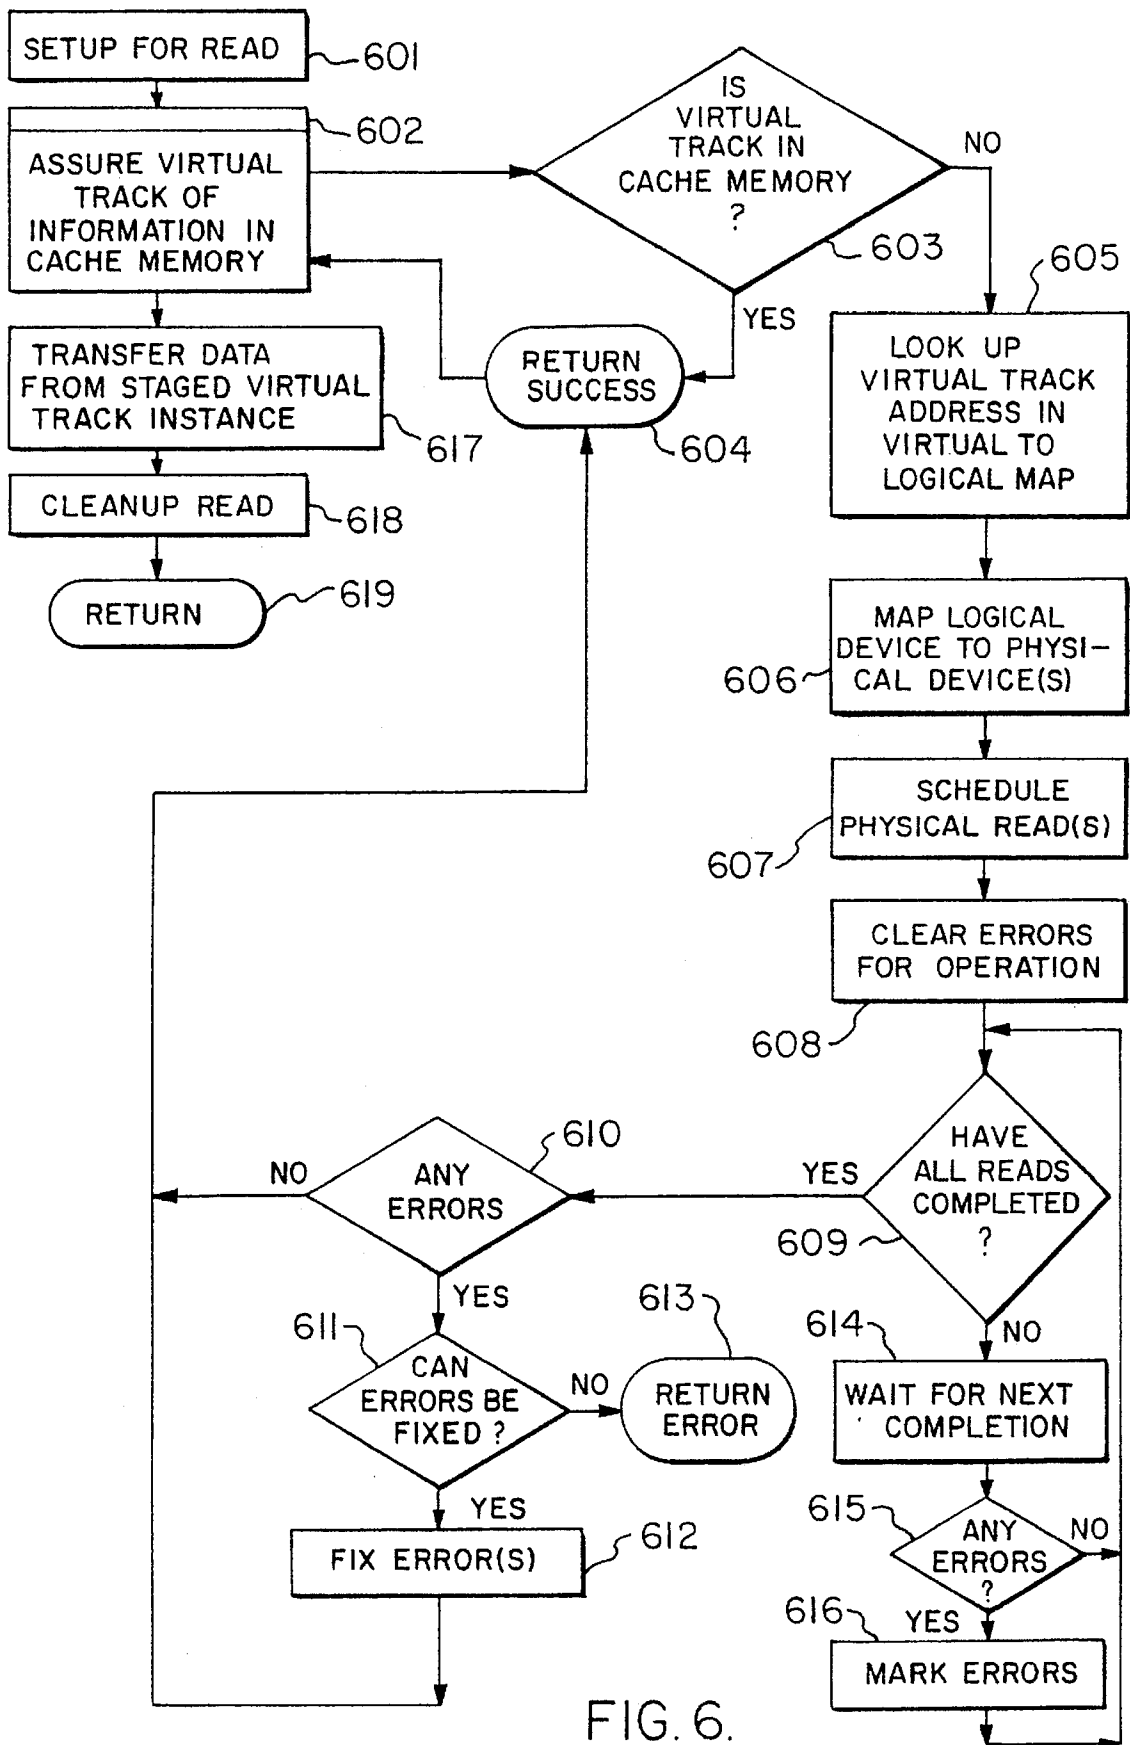 SETUP FOR READ
601
602
ASSURE VIRTUAL
TRACK OF
INFORMATION IN
CACHE MEMORY
IS
VIRTUAL
TRACK IN
CACHE MEMORY
?
NO
603
YES
RETURN
SUCCESS
604
605
LOOK UP
VIRTUAL TRACK
ADDRESS IN
VIRTUAL TO
LOGICAL MAP
TRANSFER DATA
FROM STAGED VIRTUAL
TRACK INSTANCE
617
CLEANUP READ
618
RETURN
619
MAP LOGICAL
DEVICE TO PHYSI-
CAL DEVICE(S)
606
SCHEDULE
PHYSICAL READ(S)
607
CLEAR ERRORS
FOR OPERATION
608
HAVE
ALL READS
COMPLETED
?
609
YES
NO
610
ANY
ERRORS
NO
YES
611
CAN
ERRORS BE
FIXED ?
NO
613
RETURN
ERROR
YES
FIX ERROR(S)
612
614
WAIT FOR NEXT
COMPLETION
615
ANY
ERRORS
?
NO
YES
616
MARK ERRORS
FIG. 6.